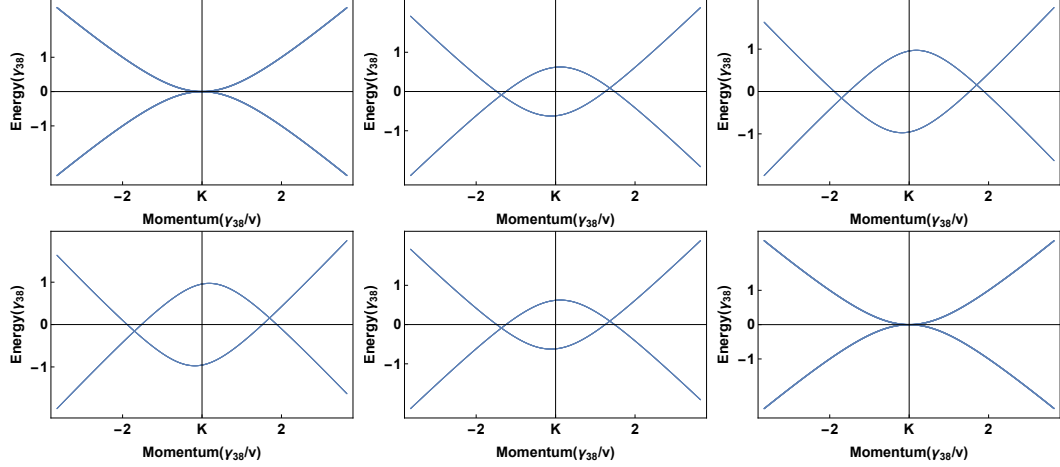 Energy(γ₃₈)
1
0
−1
−2
K
2
Momentum(γ₃₈/v)
Energy(γ₃₈)
1
0
−1
−2
K
2
Momentum(γ₃₈/v)
Energy(γ₃₈)
1
0
−1
−2
K
2
Momentum(γ₃₈/v)
Energy(γ₃₈)
1
0
−1
−2
K
2
Momentum(γ₃₈/v)
Energy(γ₃₈)
1
0
−1
−2
K
2
Momentum(γ₃₈/v)
Energy(γ₃₈)
1
0
−1
−2
K
2
Momentum(γ₃₈/v)